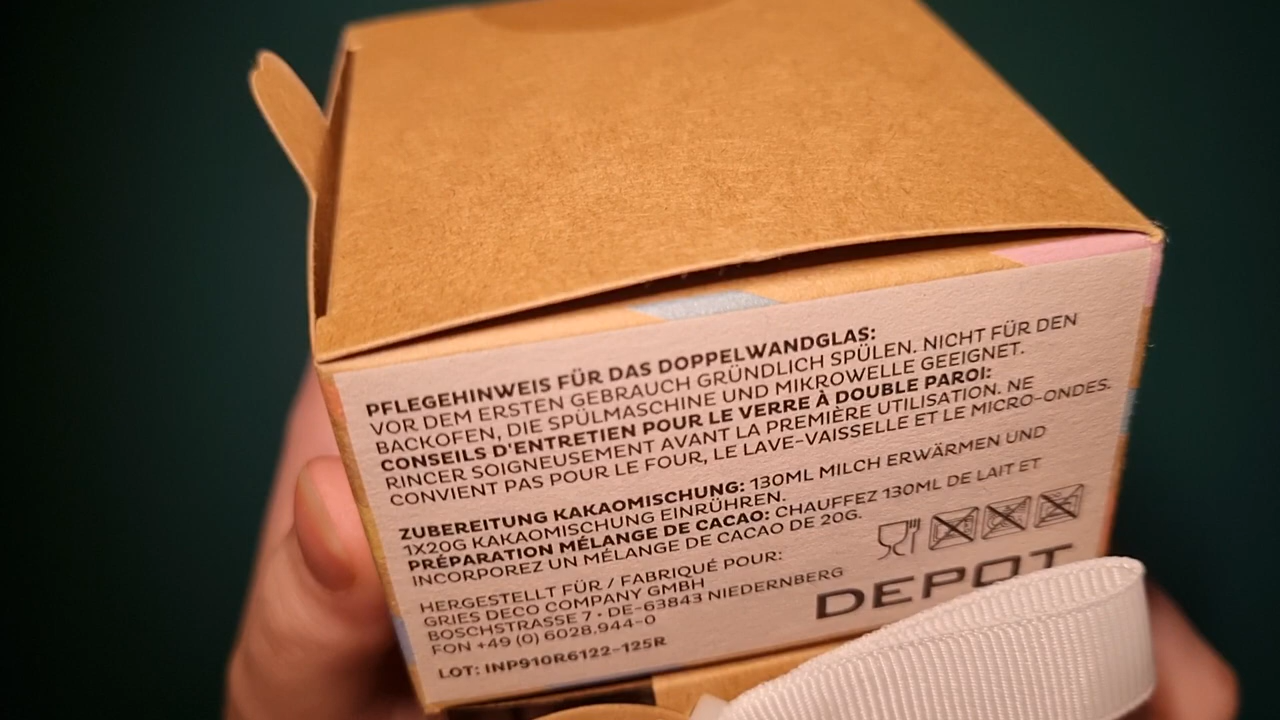 PFLEGEHINWEIS FÜR DAS DOPPELWANDGLAS:
VOR DEM ERSTEN GEBRAUCH GRÜNDLICH SPÜLEN. NICHT FÜR DEN
BACKOFEN, DIE SPÜLMASCHINE UND MIKROWELLE GEEIGNET.
CONSEILS D'ENTRETIEN POUR LE VERRE À DOUBLE PAROI:
RINCER SOIGNEUSEMENT AVANT LA PREMIÈRE UTILISATION. NE
CONVIENT PAS POUR LE FOUR, LE LAVE-VAISSELLE ET LE MICRO-ONDES.
ZUBEREITUNG KAKAOMISCHUNG: 130ML MILCH ERWÄRMEN UND
1X20G KAKAOMISCHUNG EINRÜHREN.
PRÉPARATION MÉLANGE DE CACAO: CHAUFFEZ 130ML DE LAIT ET
INCORPOREZ UN MÉLANGE DE CACAO DE 20G.
HERGESTELLT FÜR / FABRIQUÉ POUR:
GRIES DECO COMPANY GMBH
BOSCHSTRASSE 7 • DE-63843 NIEDERNBERG
FON +49 (0) 6028.944-0
LOT: INP910R6122-125R
DEPOT